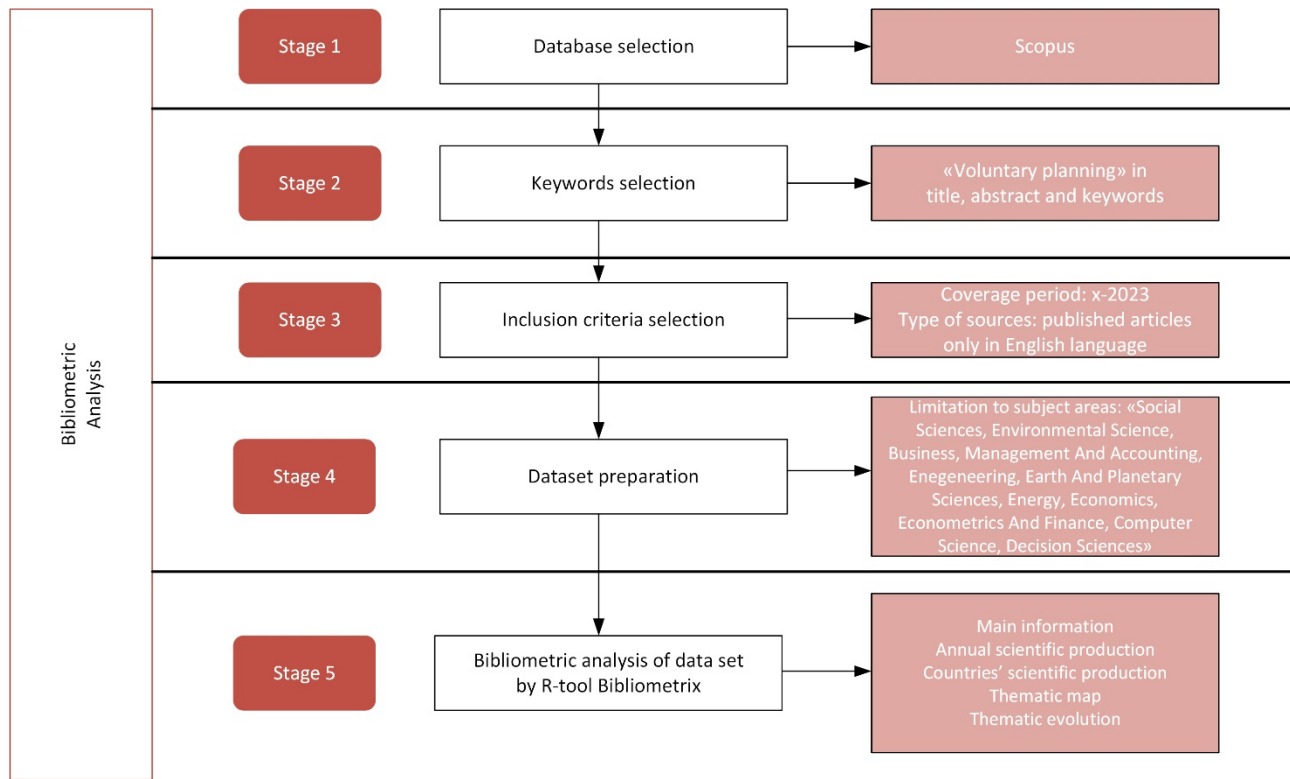 Bibliometric
Analysis
Stage 1
Database selection
Scopus
Stage 2
Keywords selection
«Voluntary planning» in
title, abstract and keywords
Stage 3
Inclusion criteria selection
Coverage period: x-2023
Type of sources: published articles
only in English language
Stage 4
Dataset preparation
Limitation to subject areas: «Social
Sciences, Environmental Science,
Business, Management And Accounting,
Enegeneering, Earth And Planetary
Sciences, Energy, Economics,
Econometrics And Finance, Computer
Science, Decision Sciences»
Stage 5
Bibliometric analysis of data set
by R-tool Bibliometrix
Main information
Annual scientific production
Countries’ scientific production
Thematic map
Thematic evolution